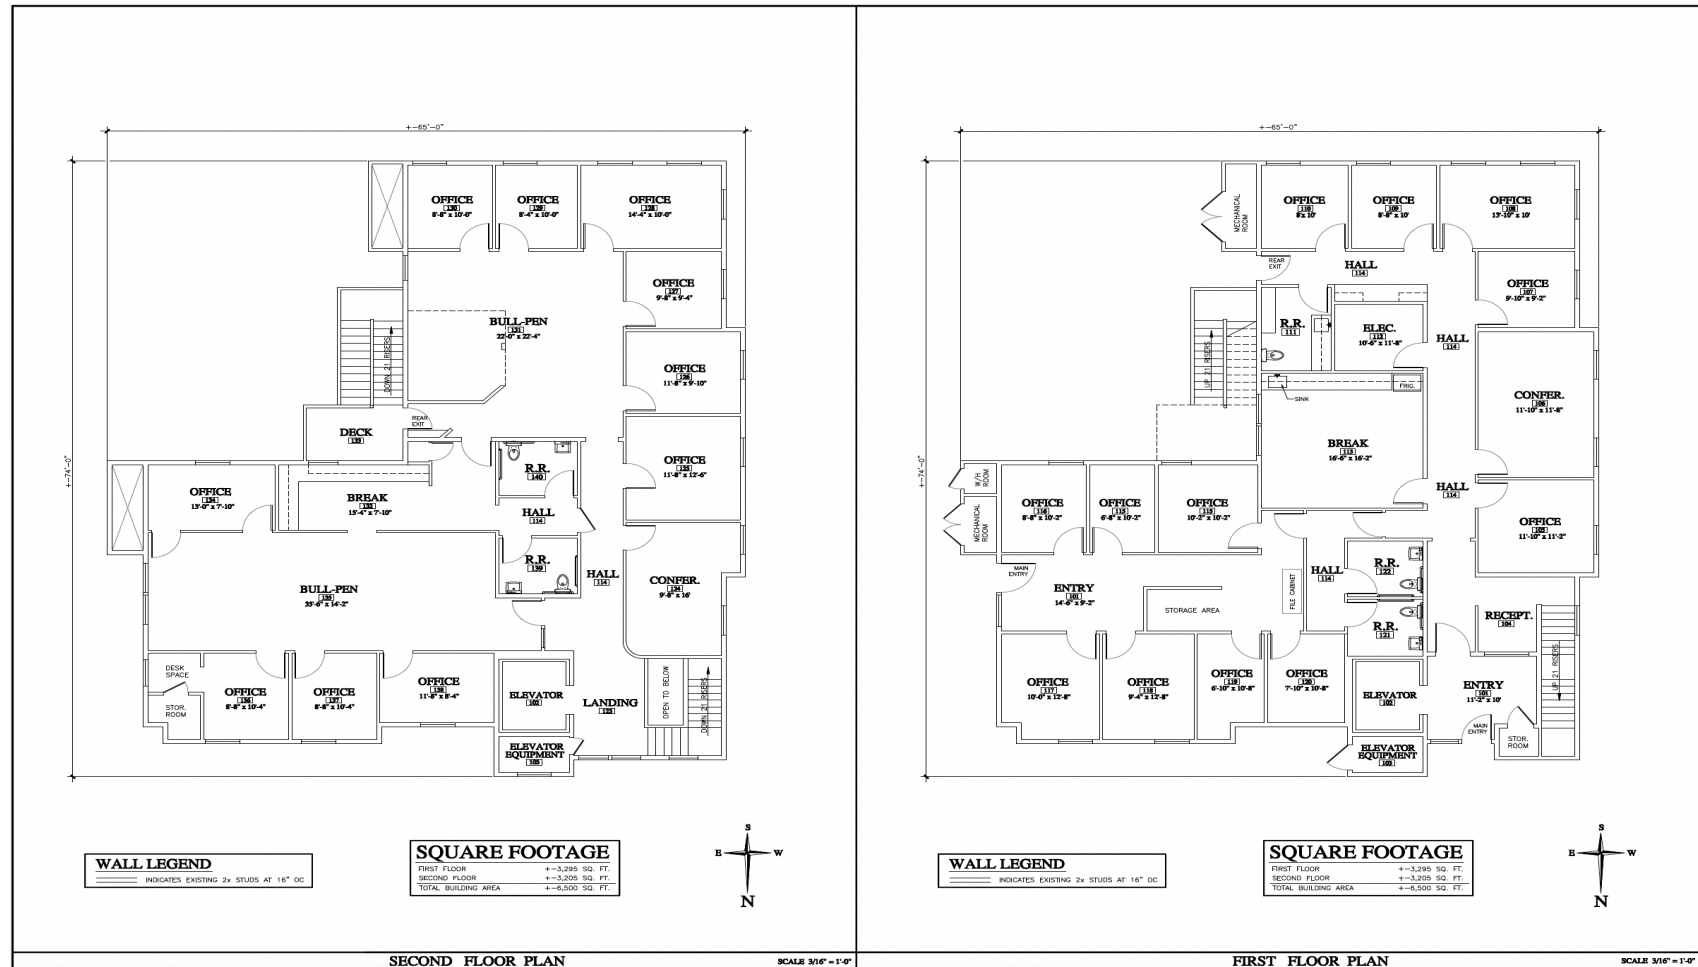 +-65'-0"
+-74'-0"
OFFICE
130
8'-8" x 10'-0"
OFFICE
129
8'-4" x 10'-0"
OFFICE
128
14'-4" x 10'-0"
OFFICE
127
9'-8" x 9'-4"
BULL-PEN
131
22'-6" x 22'-4"
DOWN 21 RISERS
OFFICE
126
11'-8" x 9'-10"
REAR
EXIT
DECK
133
OFFICE
125
11'-8" x 12'-6"
R.R.
140
OFFICE
134
13'-0" x 7'-10"
BREAK
132
15'-4" x 7'-10"
HALL
114
R.R.
139
HALL
114
CONFER.
124
9'-8" x 16'
BULL-PEN
135
35'-6" x 14'-2"
DESK
SPACE
STOR.
ROOM
OFFICE
136
8'-8" x 10'-4"
OFFICE
137
8'-8" x 10'-4"
OFFICE
138
11'-8" x 8'-4"
ELEVATOR
102
LANDING
123
OPEN TO BELOW
DOWN 21 RISERS
ELEVATOR
EQUIPMENT
103
S
E W
N
WALL LEGEND
INDICATES EXISTING 2x STUDS AT 16" OC
SQUARE FOOTAGE
FIRST FLOOR +-3,295 SQ. FT.
SECOND FLOOR +-3,205 SQ. FT.
TOTAL BUILDING AREA +-6,500 SQ. FT.
SECOND FLOOR PLAN
SCALE 3/16" = 1'-0"
+-65'-0"
+-74'-0"
MECHANICAL
ROOM
OFFICE
110
8'x 10'
OFFICE
109
8'-8" x 10'
OFFICE
108
13'-10" x 10'
REAR
EXIT
HALL
114
OFFICE
107
9'-10" x 9'-2"
R.R.
111
ELEC.
112
10'-6" x 11'-8"
HALL
114
UP 21 RISERS
SINK
FRIG.
CONFER.
106
11'-10" x 11'-8"
BREAK
113
16'-6" x 16'-2"
W/H
ROOM
MECHANICAL
ROOM
OFFICE
116
8'-8" x 10'-2"
OFFICE
115
6'-8" x 10'-2"
OFFICE
115
10'-2" x 10'-2"
HALL
114
OFFICE
105
11'-10" x 11'-2"
MAIN
ENTRY
ENTRY
101
14'-6" x 9'-2"
STORAGE AREA
FILE CABINET
HALL
114
R.R.
122
R.R.
121
RECEPT.
104
OFFICE
117
10'-0" x 12'-8"
OFFICE
118
9'-4" x 12'-8"
OFFICE
119
6'-10" x 10'-8"
OFFICE
120
7'-10" x 10'-8"
ELEVATOR
102
ENTRY
101
11'-2" x 10'
UP 21 RISERS
MAIN
ENTRY
STOR.
ROOM
ELEVATOR
EQUIPMENT
103
S
E W
N
WALL LEGEND
INDICATES EXISTING 2x STUDS AT 16" OC
SQUARE FOOTAGE
FIRST FLOOR +-3,295 SQ. FT.
SECOND FLOOR +-3,205 SQ. FT.
TOTAL BUILDING AREA +-6,500 SQ. FT.
FIRST FLOOR PLAN
SCALE 3/16" = 1'-0"